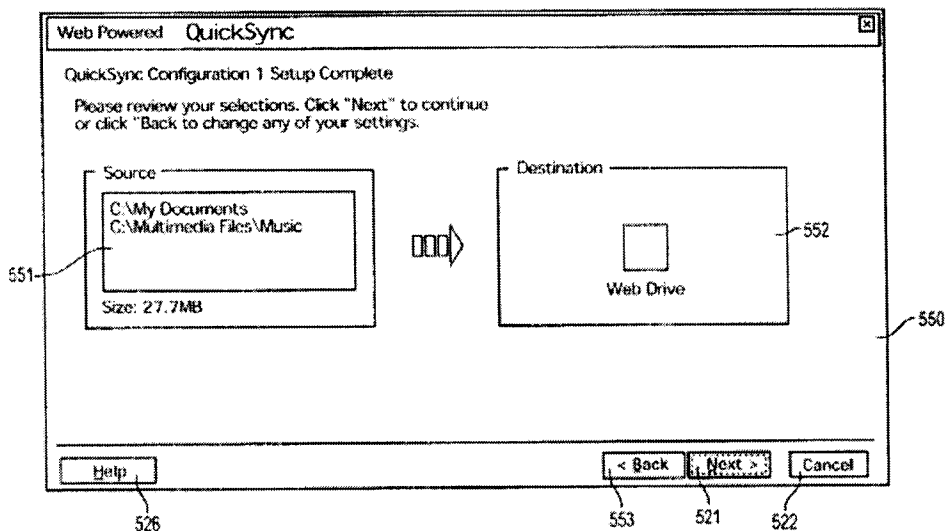 Web Powered QuickSync
QuickSync Configuration 1 Setup Complete
Please review your selections. Click "Next" to continue
or click "Back to change any of your settings.
Source
C:\My Documents
C:\Multimedia Files\Music
Size: 27.7MB
551
Destination
Web Drive
552
550
Help
< Back
Next >
Cancel
526
553
521
522